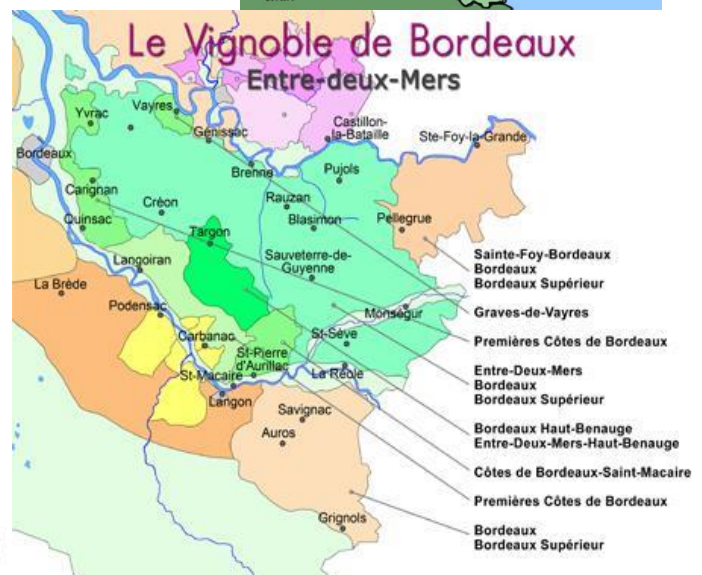 Le Vignoble de Bordeaux
Entre-deux-Mers
Yvrac
Vayres
Génissac
Castillon-
la-Bataille
Ste-Foy-la-Grande
Bordeaux
Brenne
Pujols
Carignan
Créon
Rauzan
Blasimon
Pellegrue
Quinsac
Targon
Langoiran
Sauveterre-de-
Guyenne
La Brède
Podensac
Monségur
Carbanac
St-Sève
St-Pierre
d'Aurillac
St-Macaire
La Réole
Langon
Savignac
Auros
Grignols
Sainte-Foy-Bordeaux
Bordeaux
Bordeaux Supérieur
Graves-de-Vayres
Premières Côtes de Bordeaux
Entre-Deux-Mers
Bordeaux
Bordeaux Supérieur
Bordeaux Haut-Benauge
Entre-Deux-Mers-Haut-Benauge
Côtes de Bordeaux-Saint-Macaire
Premières Côtes de Bordeaux
Bordeaux
Bordeaux Supérieur